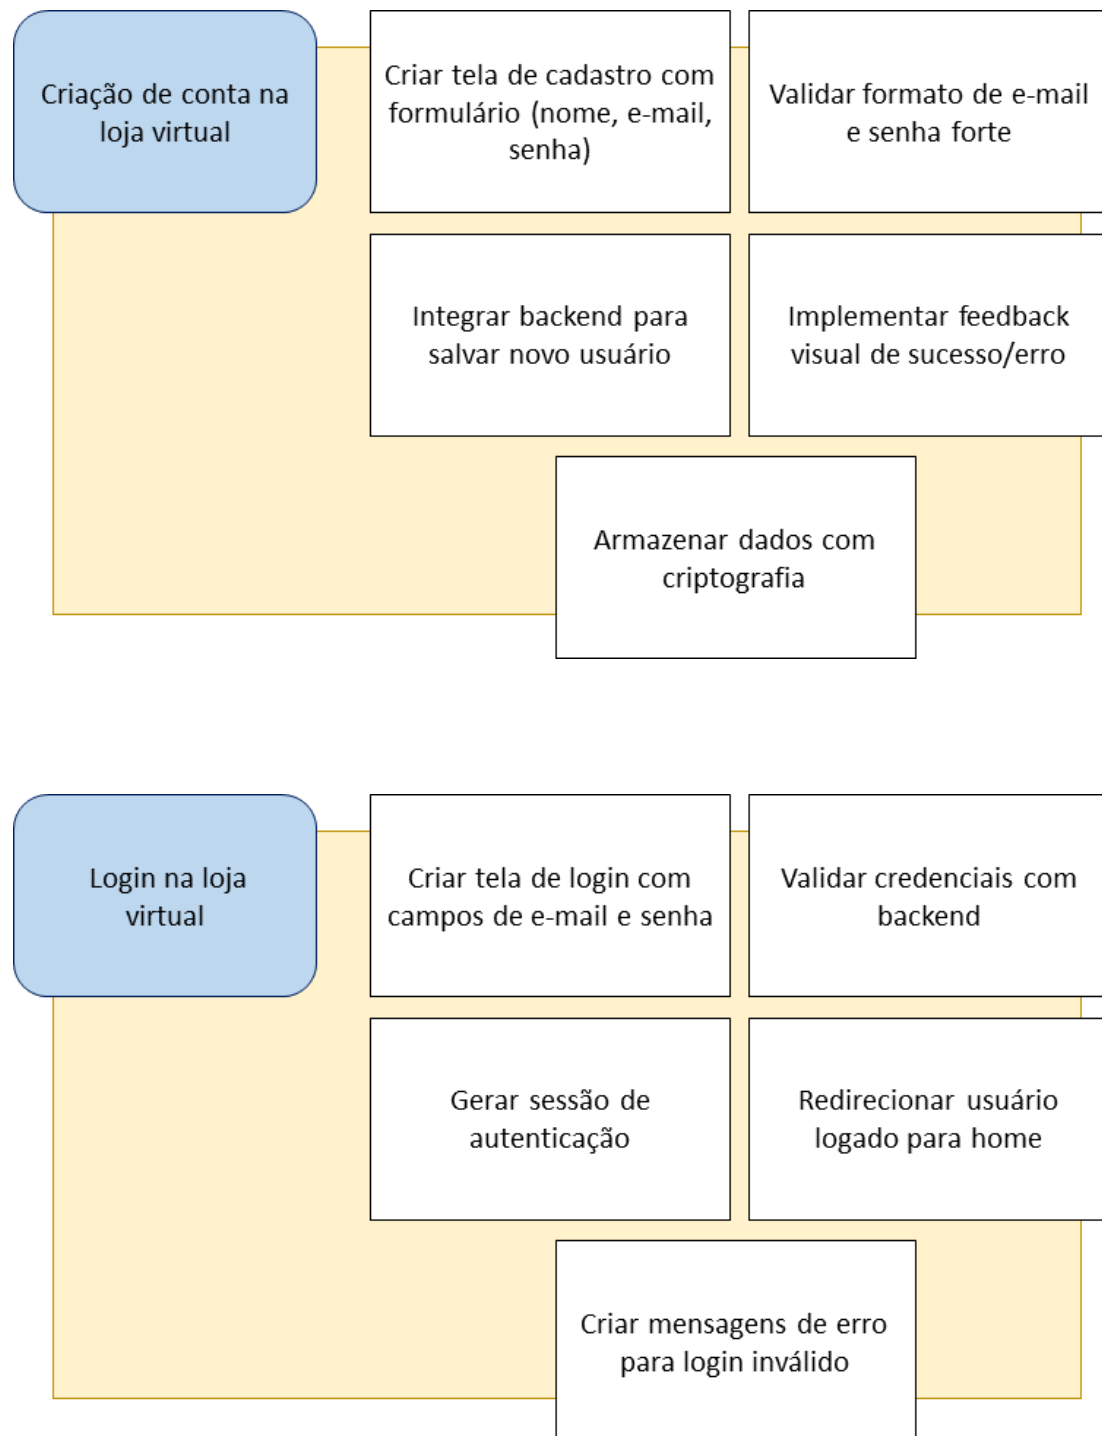 Criação de conta na
loja virtual
Criar tela de cadastro com
formulário (nome, e-mail,
senha)
Validar formato de e-mail
e senha forte
Integrar backend para
salvar novo usuário
Implementar feedback
visual de sucesso/erro
Armazenar dados com
criptografia
Login na loja
virtual
Criar tela de login com
campos de e-mail e senha
Validar credenciais com
backend
Gerar sessão de
autenticação
Redirecionar usuário
logado para home
Criar mensagens de erro
para login inválido